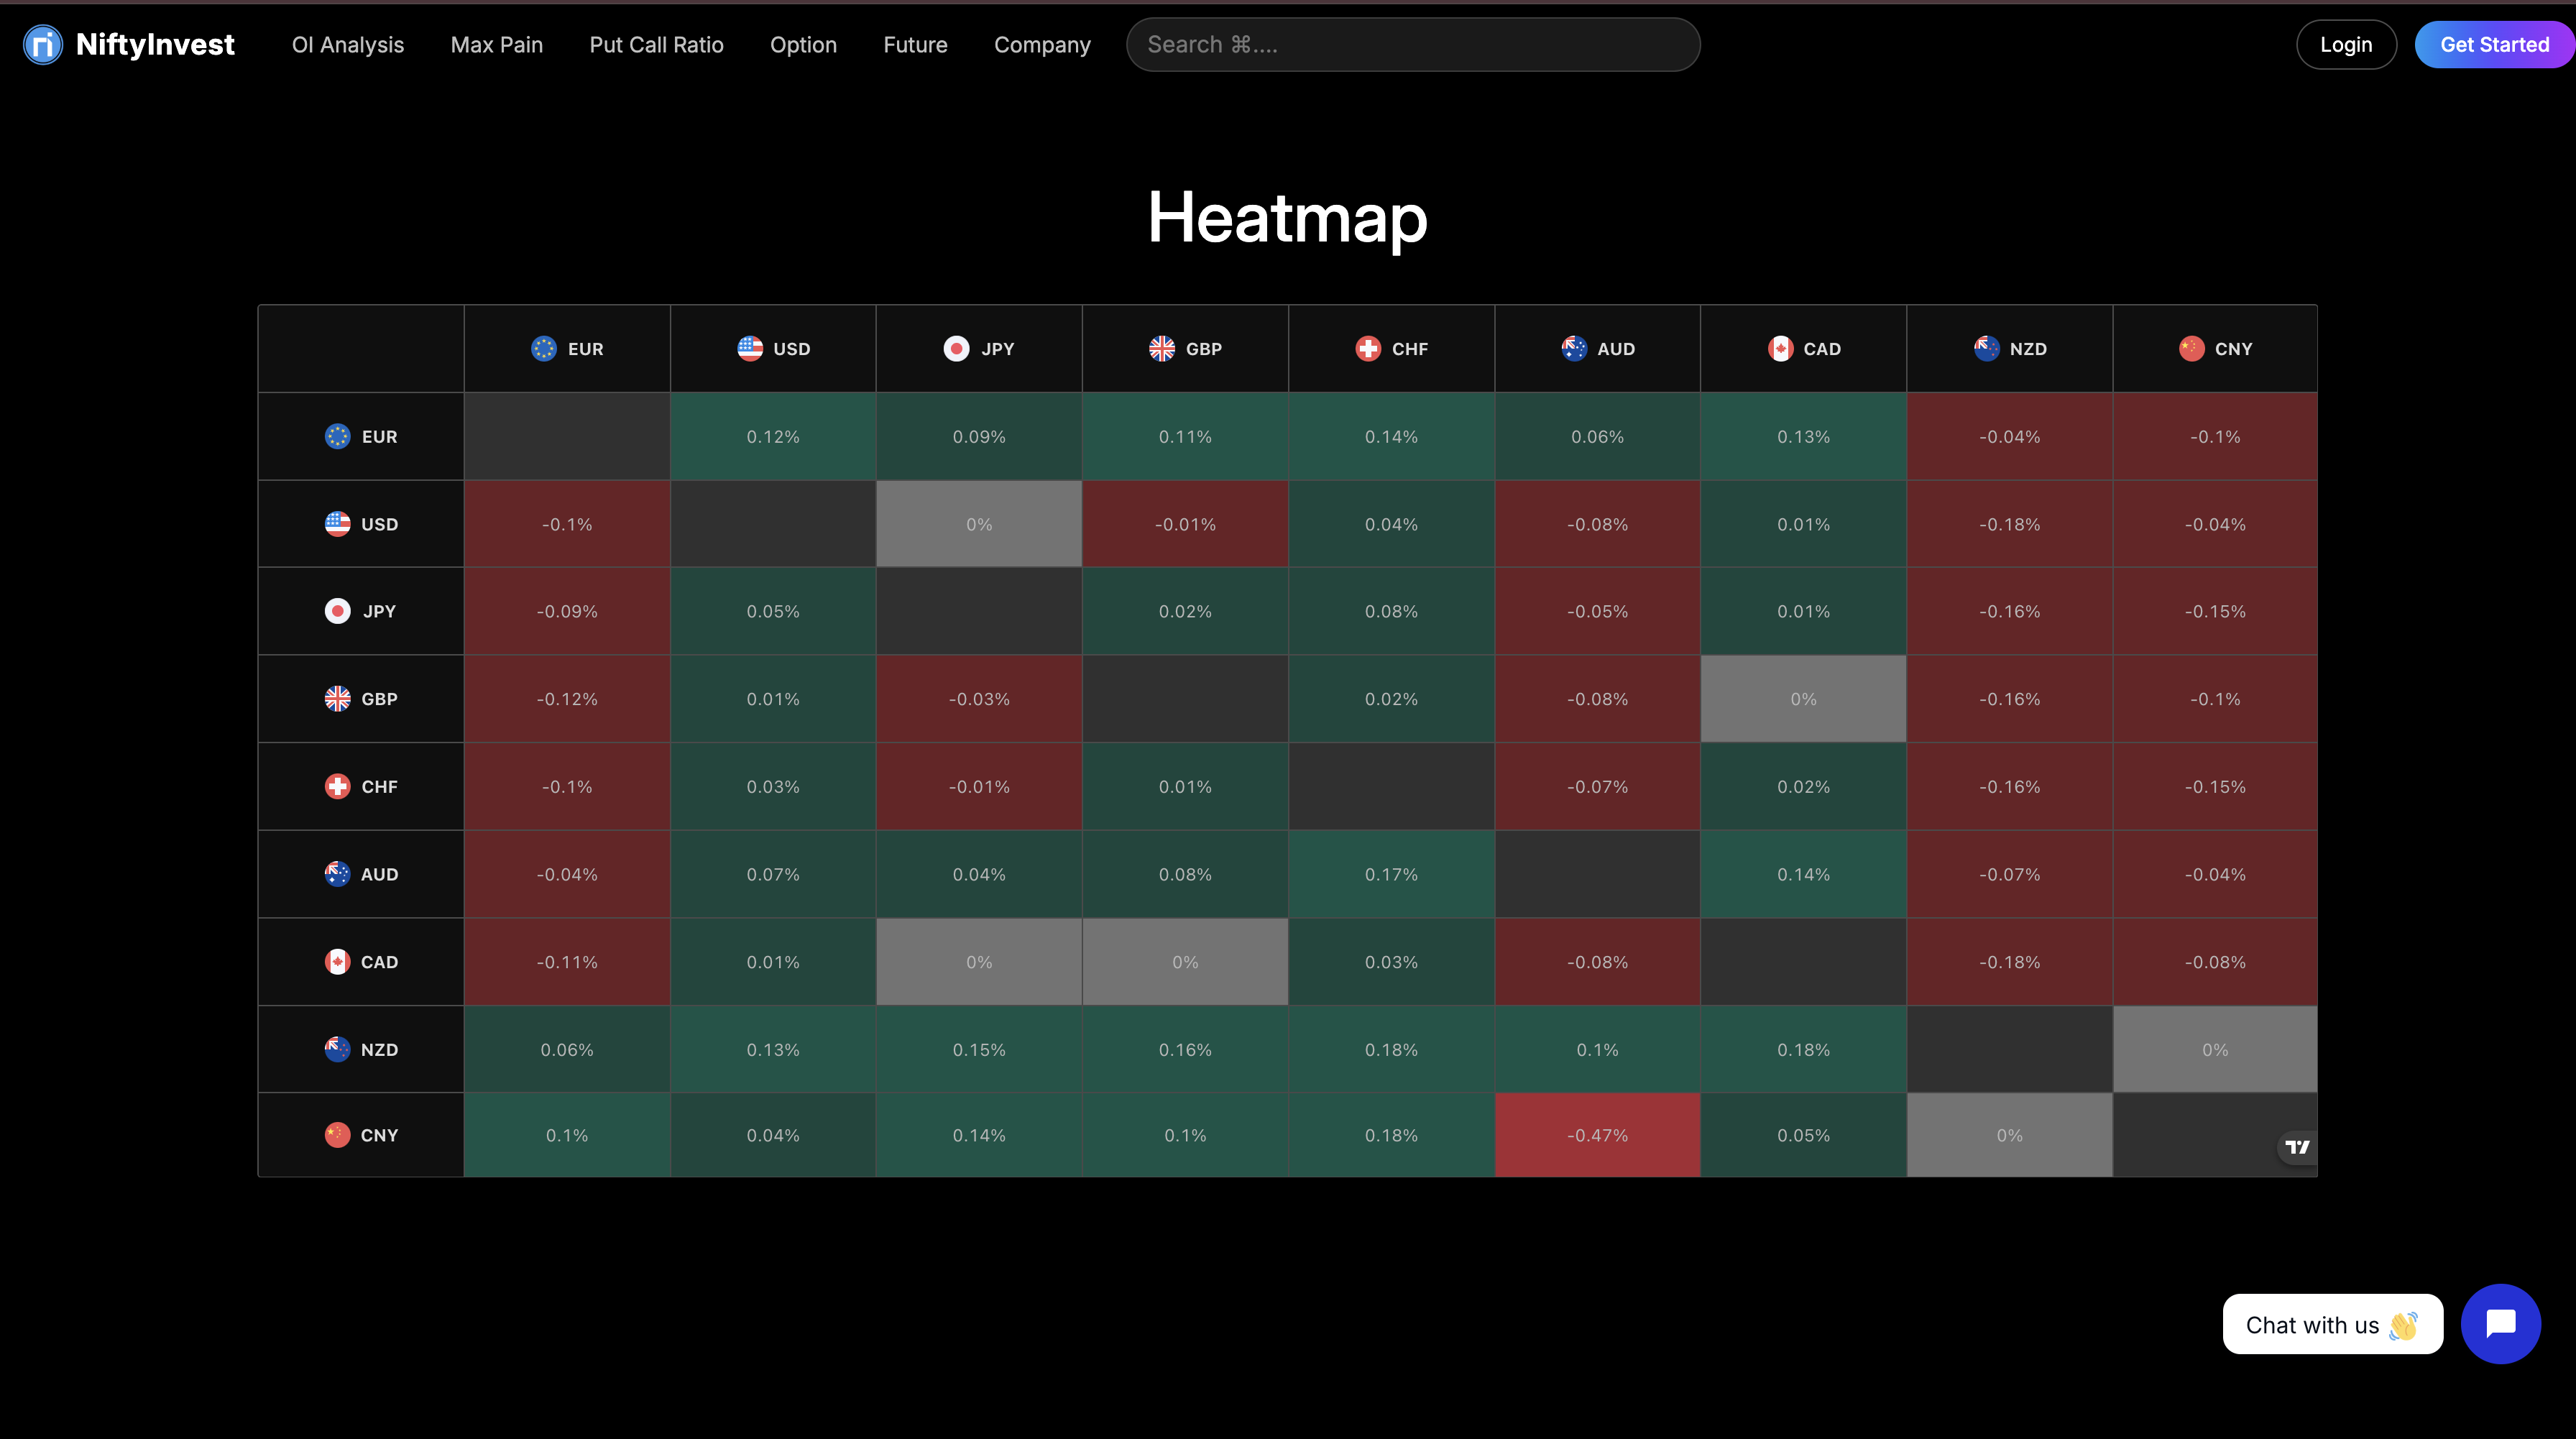 NiftyInvest OI Analysis Max Pain Put Call Ratio Option Future Company Search ⌘.... Login Get Started
Heatmap
EUR USD JPY GBP CHF AUD CAD NZD CNY
EUR 0.12% 0.09% 0.11% 0.14% 0.06% 0.13% -0.04% -0.1%
USD -0.1% 0% -0.01% 0.04% -0.08% 0.01% -0.18% -0.04%
JPY -0.09% 0.05% 0.02% 0.08% -0.05% 0.01% -0.16% -0.15%
GBP -0.12% 0.01% -0.03% 0.02% -0.08% 0% -0.16% -0.1%
CHF -0.1% 0.03% -0.01% 0.01% -0.07% 0.02% -0.16% -0.15%
AUD -0.04% 0.07% 0.04% 0.08% 0.17% 0.14% -0.07% -0.04%
CAD -0.11% 0.01% 0% 0% 0.03% -0.08% -0.18% -0.08%
NZD 0.06% 0.13% 0.15% 0.16% 0.18% 0.1% 0.18% 0%
CNY 0.1% 0.04% 0.14% 0.1% 0.18% -0.47% 0.05% 0%
Chat with us 👋